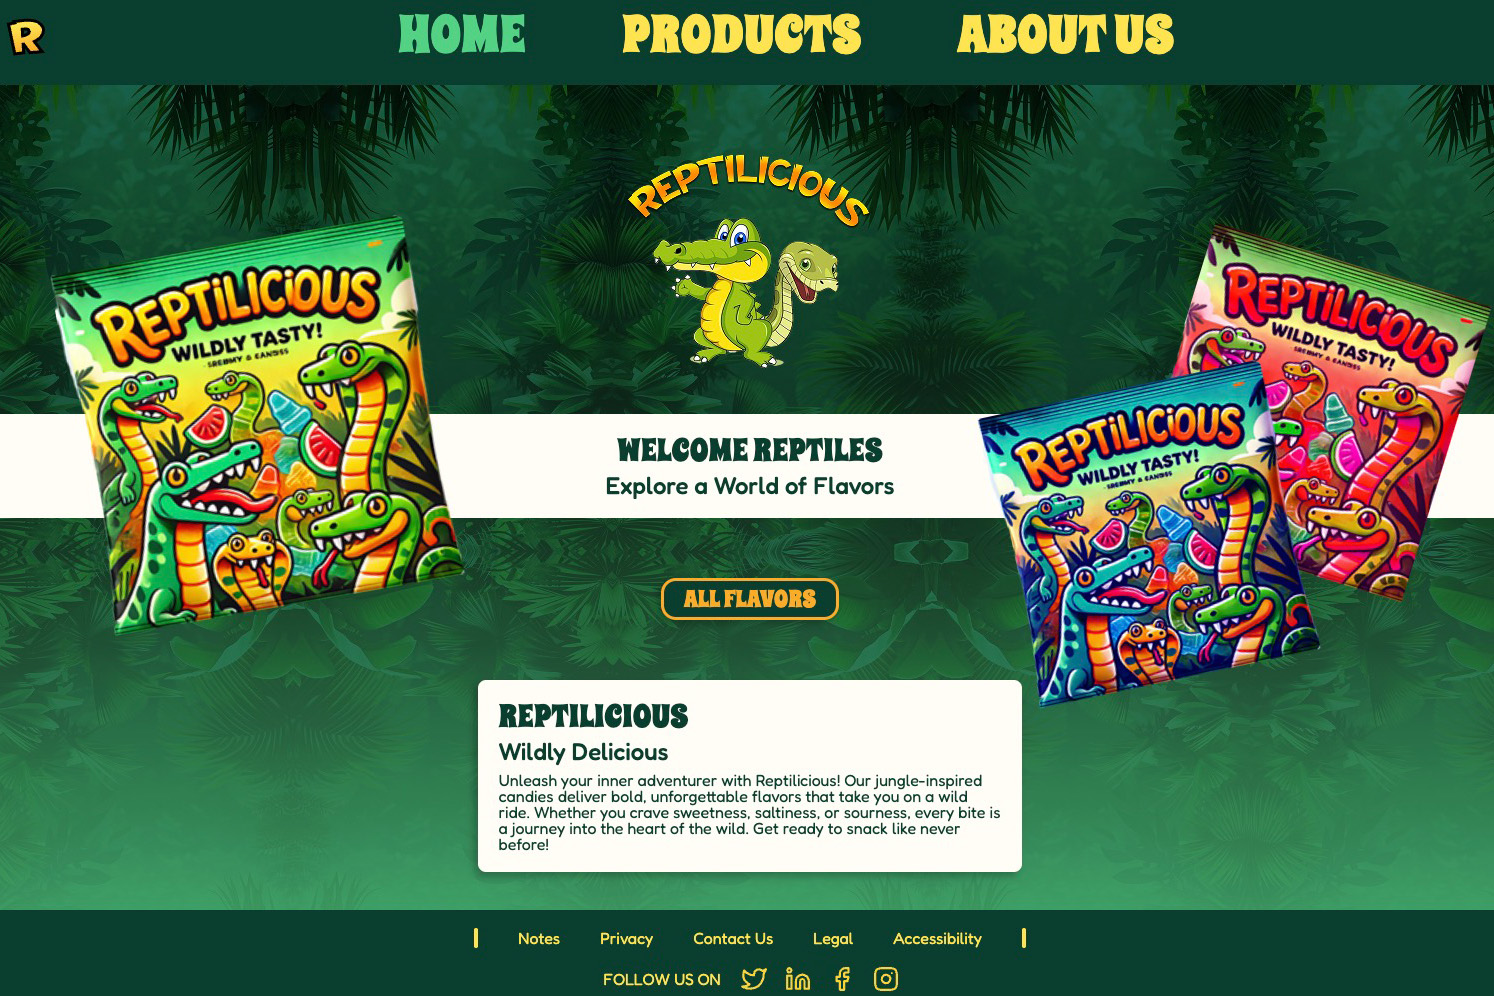 R
HOME PRODUCTS ABOUT US
REPTILICIOUS
REPTiLICiOUS
WILDLY TASTY!
REPTiLICiOUS
WILDLY TASTY!
REPTiLICiOUS
WILDLY TASTY!
WELCOME REPTILES
Explore a World of Flavors
ALL FLAVORS
REPTILICIOUS
Wildly Delicious
Unleash your inner adventurer with Reptilicious! Our jungle-inspired
candies deliver bold, unforgettable flavors that take you on a wild
ride. Whether you crave sweetness, saltiness, or sourness, every bite is
a journey into the heart of the wild. Get ready to snack like never
before!
Notes Privacy Contact Us Legal Accessibility
FOLLOW US ON